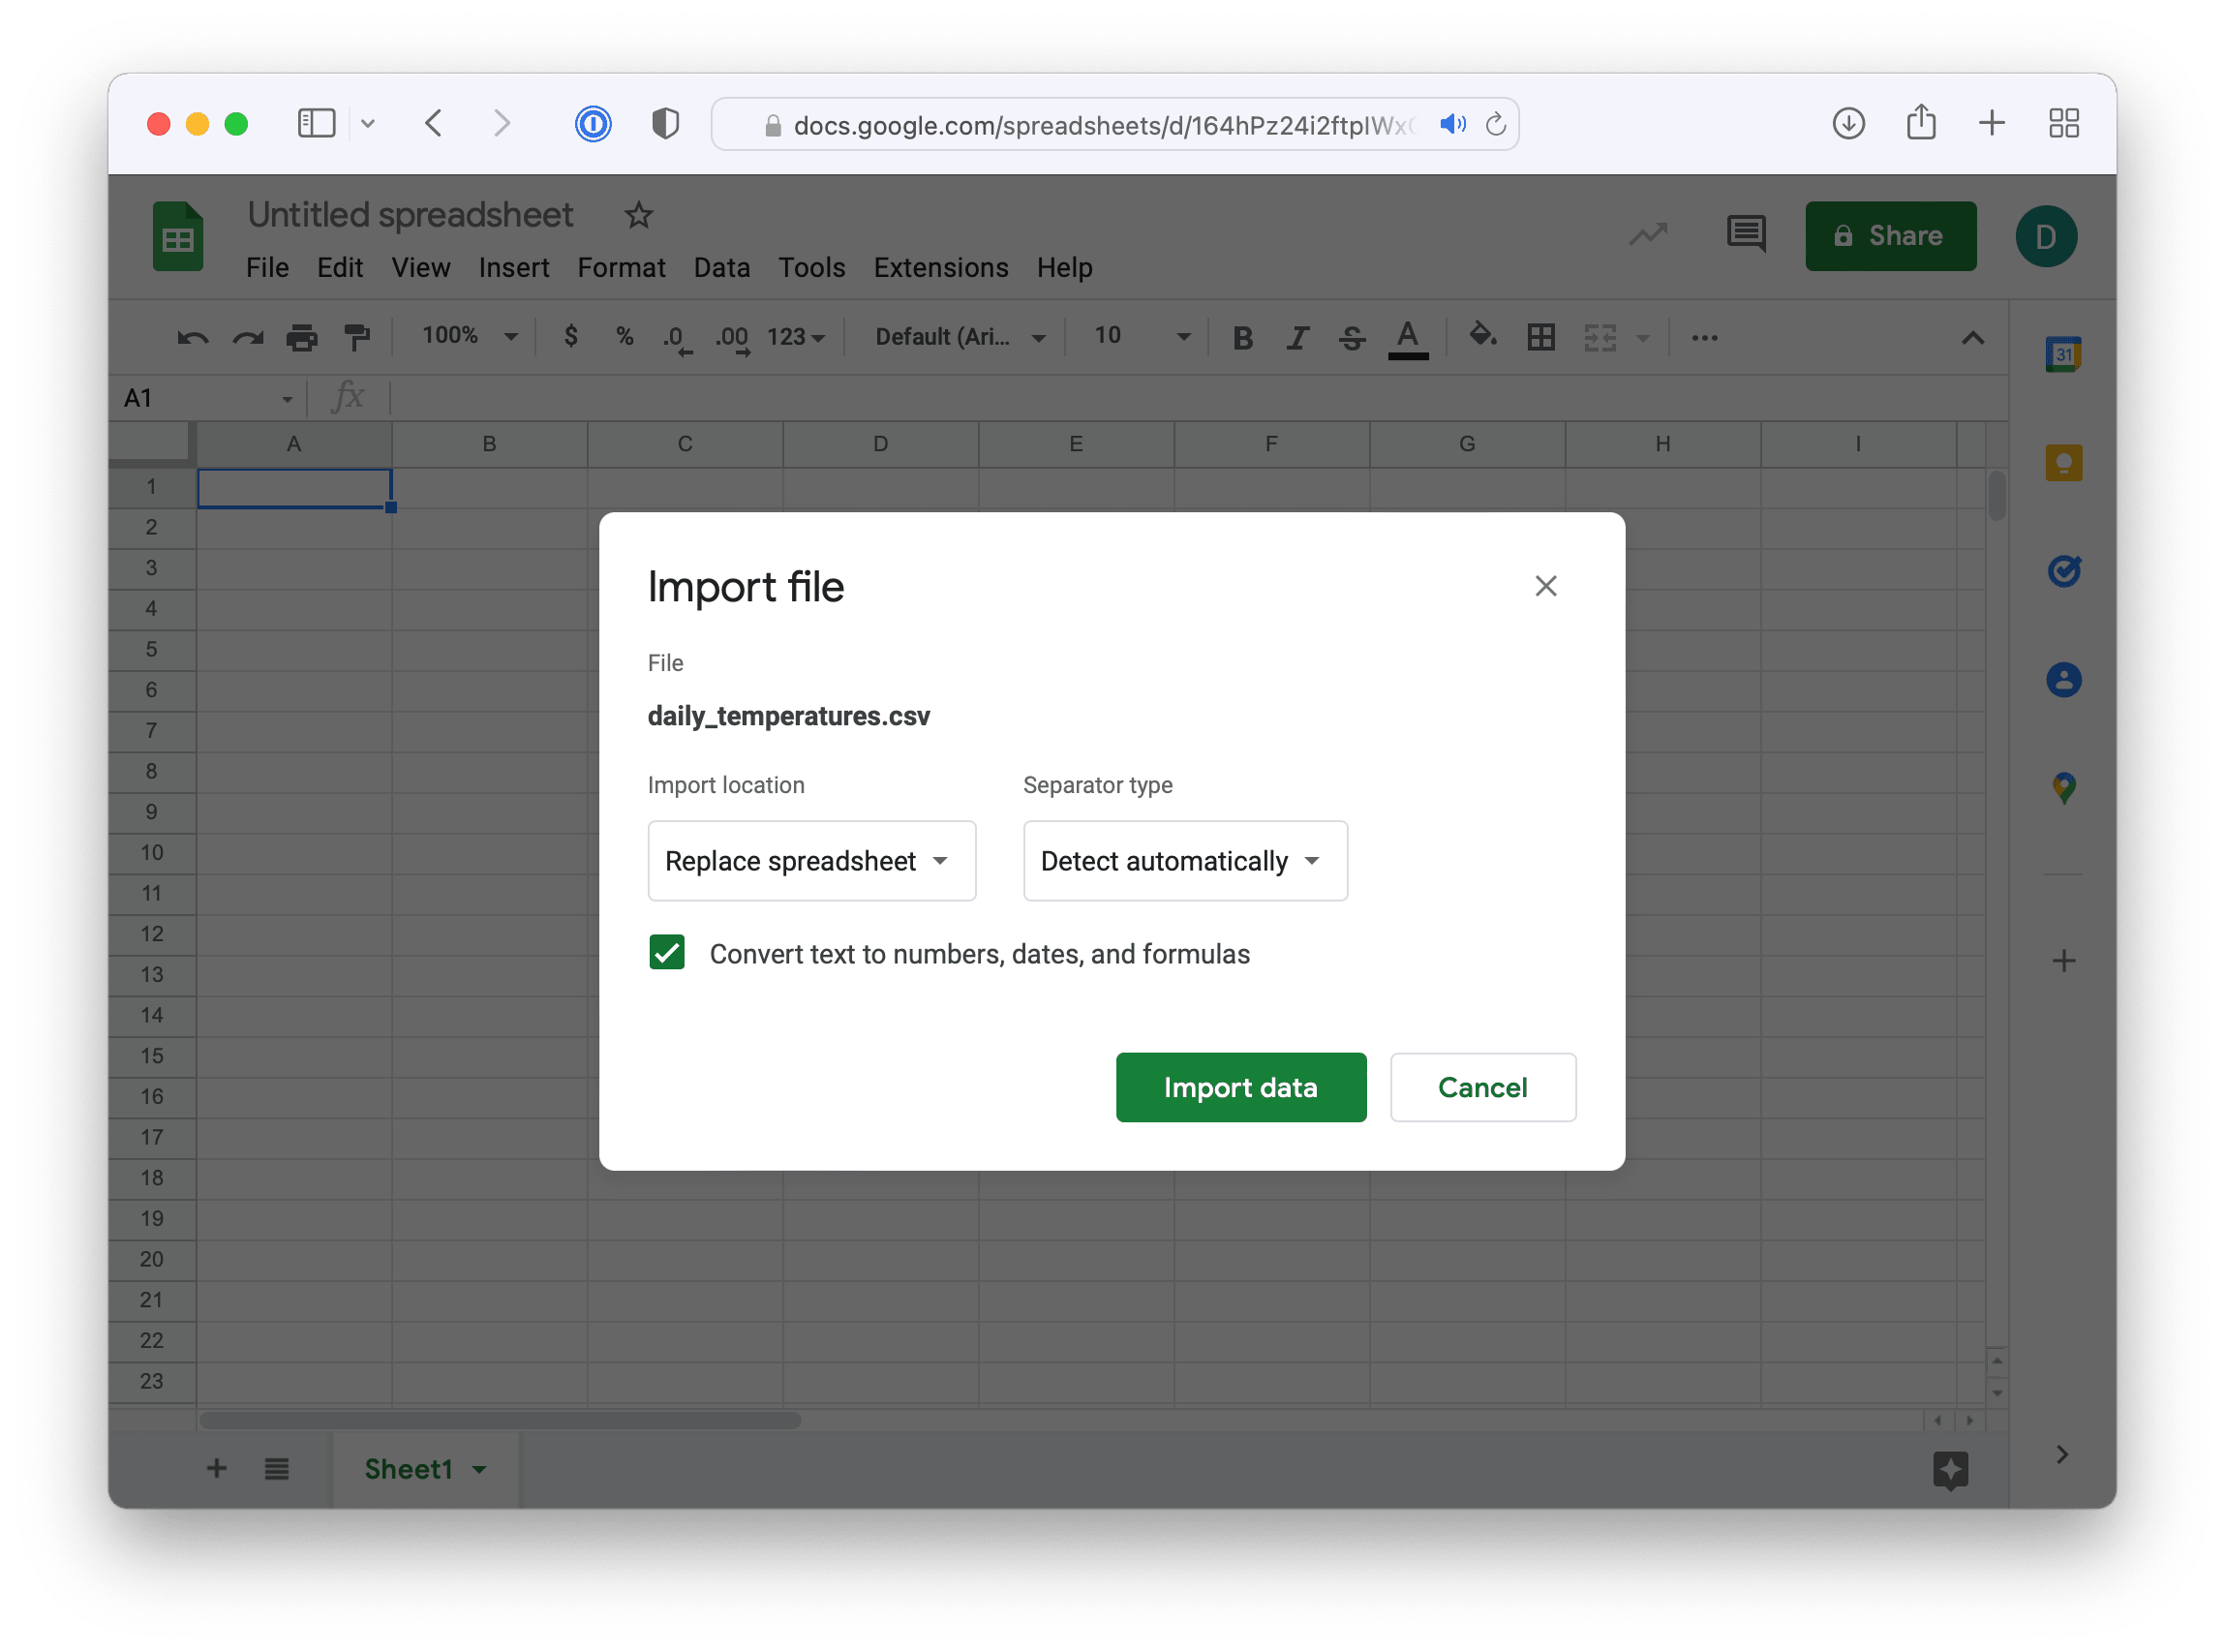 docs.google.com/spreadsheets/d/164hPz24i2ftpIWx
Untitled spreadsheet
File Edit View Insert Format Data Tools Extensions Help
Share
D
100% $ % .0 .00 123 Default (Ari... 10 B I S A
31
A1 fx
A B C D E F G H I
1
2
3
4
5
6
7
8
9
10
11
12
13
14
15
16
17
18
19
20
21
22
23
Import file
File
daily_temperatures.csv
Import location Separator type
Replace spreadsheet Detect automatically
Convert text to numbers, dates, and formulas
Import data Cancel
Sheet1